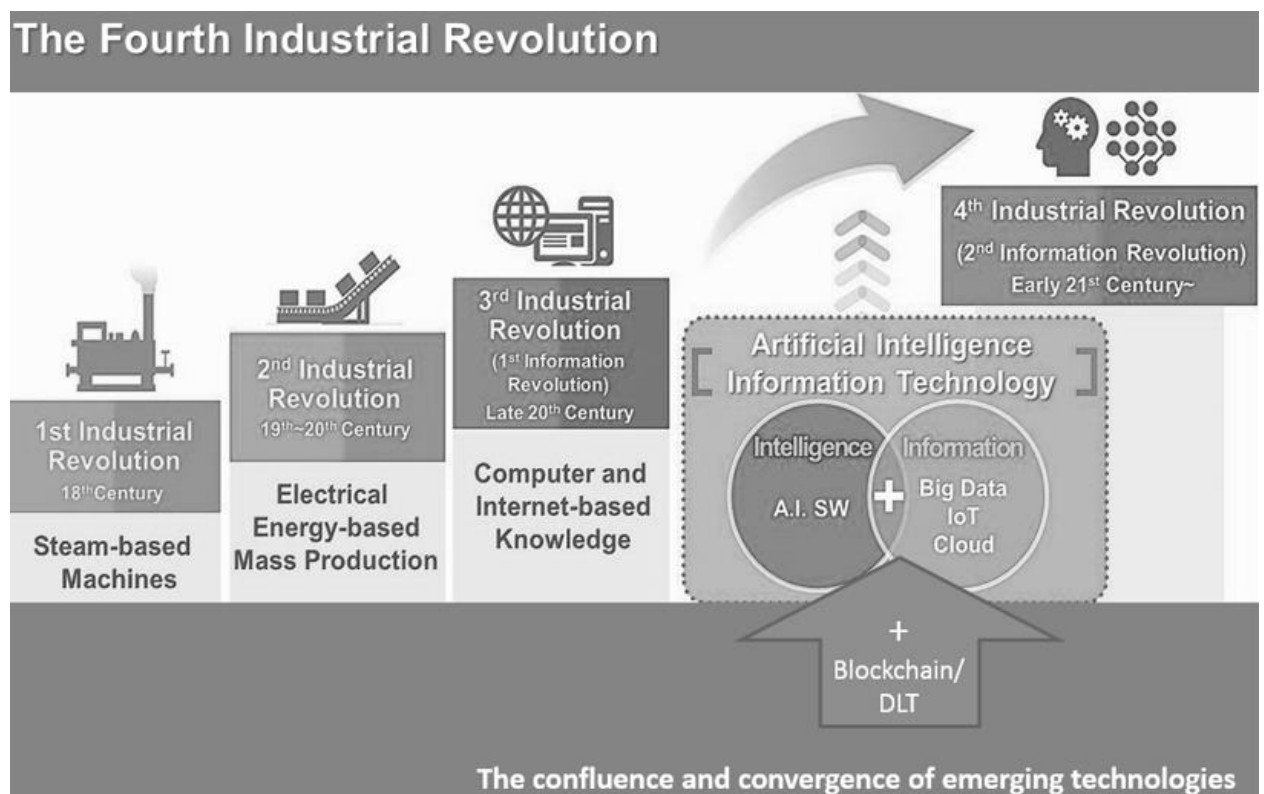 The Fourth Industrial Revolution
1st Industrial
Revolution
18thCentury
Steam-based
Machines
2nd Industrial
Revolution
19th~20th Century
Electrical
Energy-based
Mass Production
3rd Industrial
Revolution
(1st Information
Revolution)
Late 20th Century
Computer and
Internet-based
Knowledge
Artificial Intelligence
Information Technology
Intelligence
A.I. SW
+
Information
Big Data
IoT
Cloud
+
Blockchain/
DLT
4th Industrial Revolution
(2nd Information Revolution)
Early 21st Century~
The confluence and convergence of emerging technologies